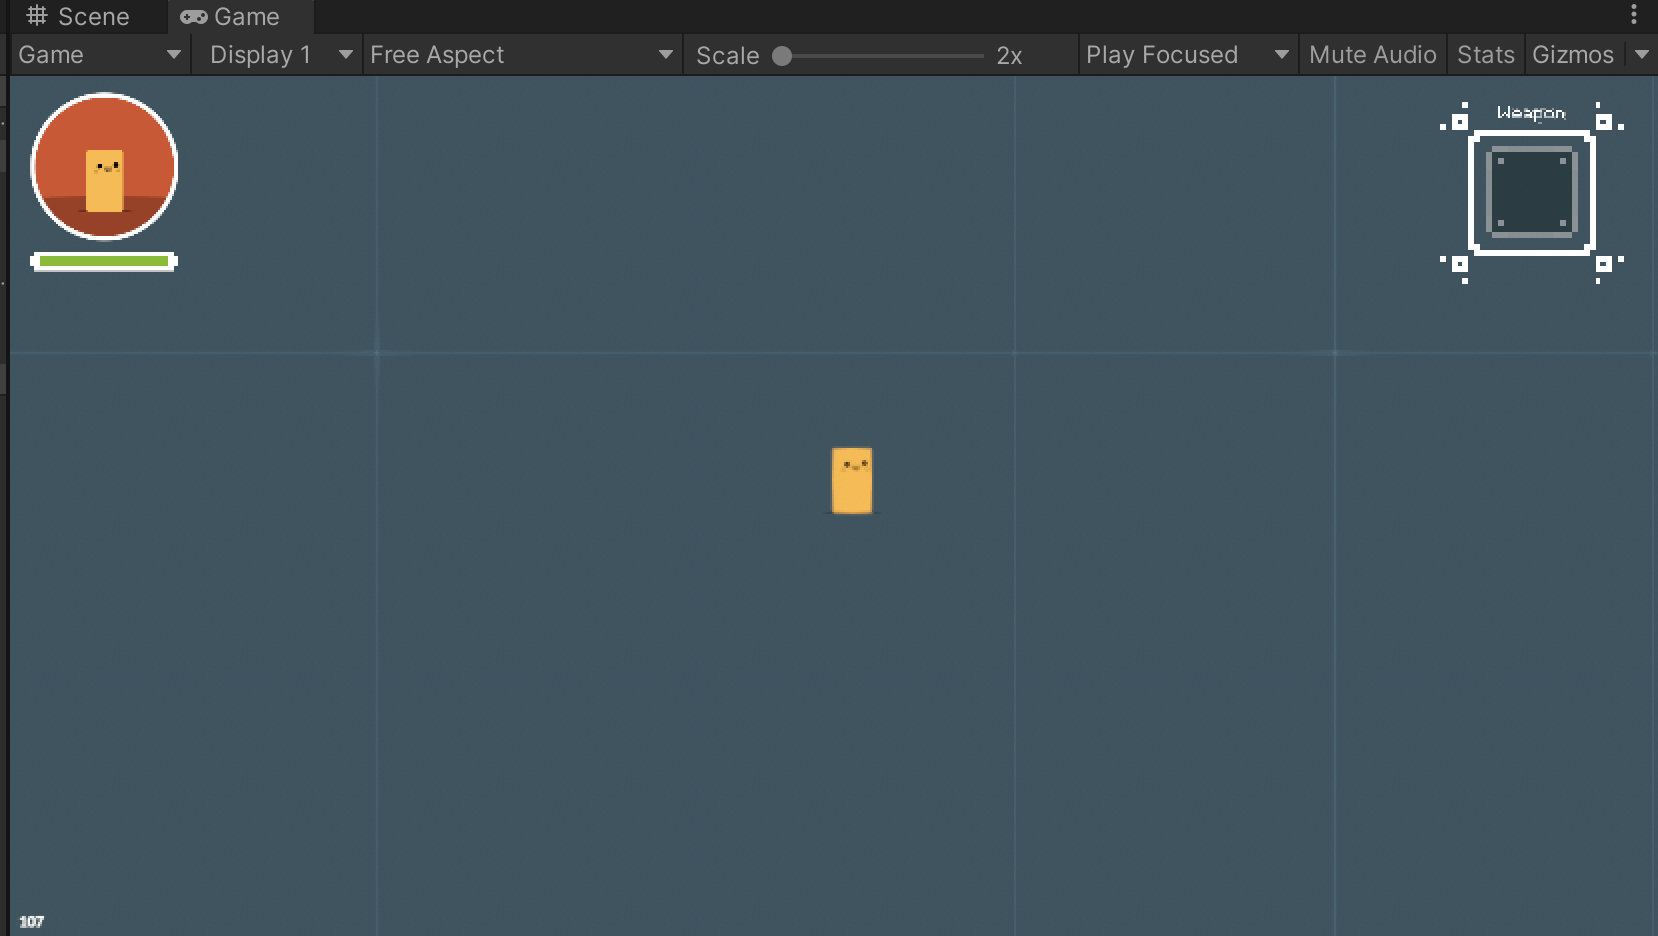 Scene Game
Game Display 1 Free Aspect Scale 2x Play Focused Mute Audio Stats Gizmos
Weapon
107